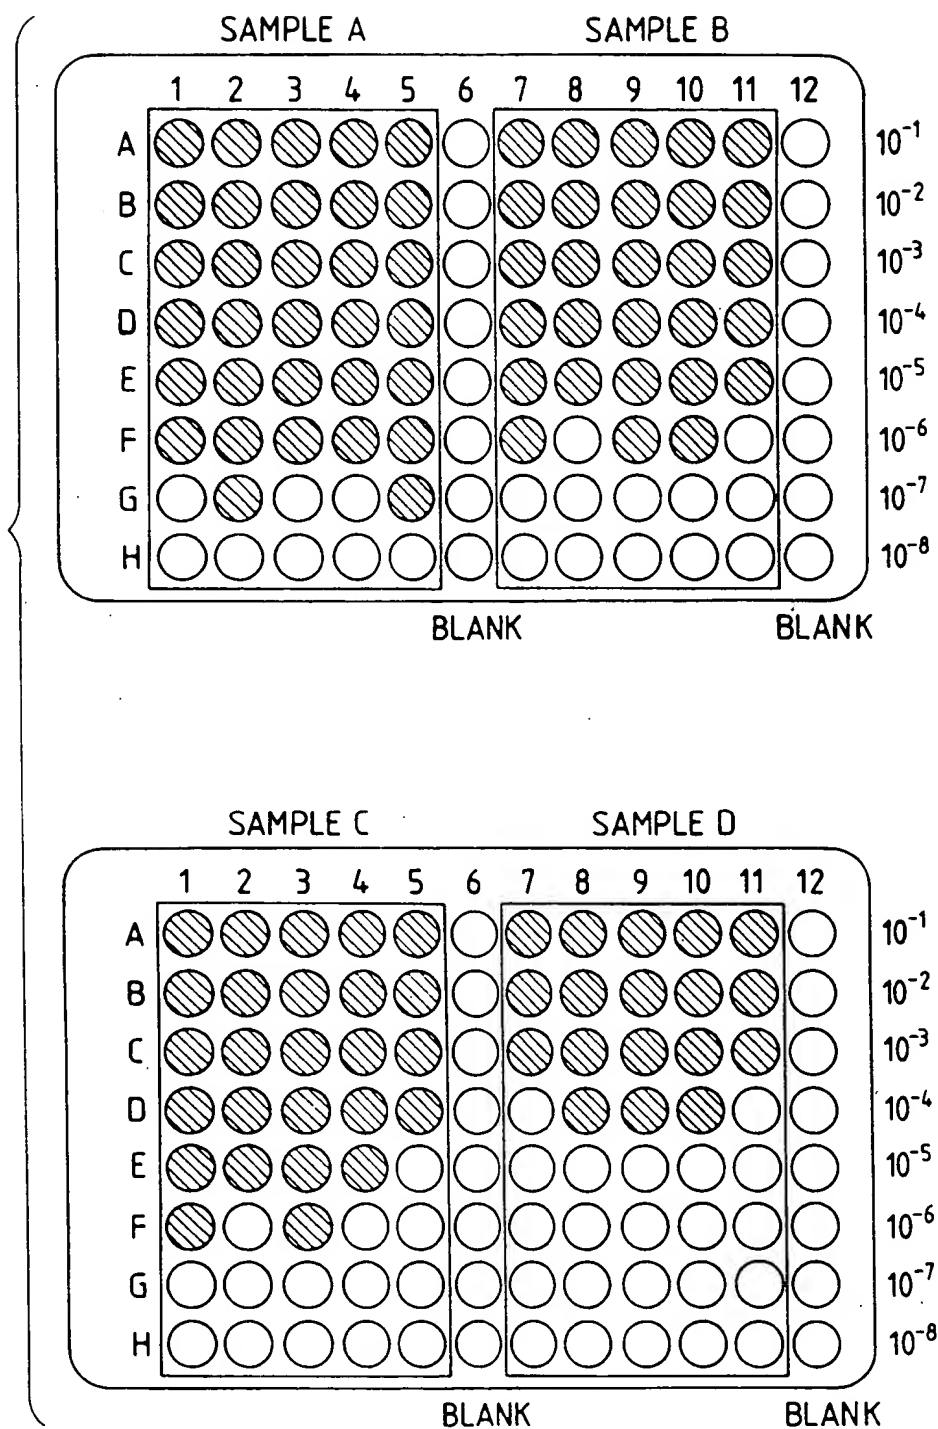 SAMPLE A SAMPLE B
1 2 3 4 5 6 7 8 9 10 11 12
A 10⁻¹
B 10⁻²
C 10⁻³
D 10⁻⁴
E 10⁻⁵
F 10⁻⁶
G 10⁻⁷
H 10⁻⁸
BLANK BLANK
SAMPLE C SAMPLE D
1 2 3 4 5 6 7 8 9 10 11 12
A 10⁻¹
B 10⁻²
C 10⁻³
D 10⁻⁴
E 10⁻⁵
F 10⁻⁶
G 10⁻⁷
H 10⁻⁸
BLANK BLANK